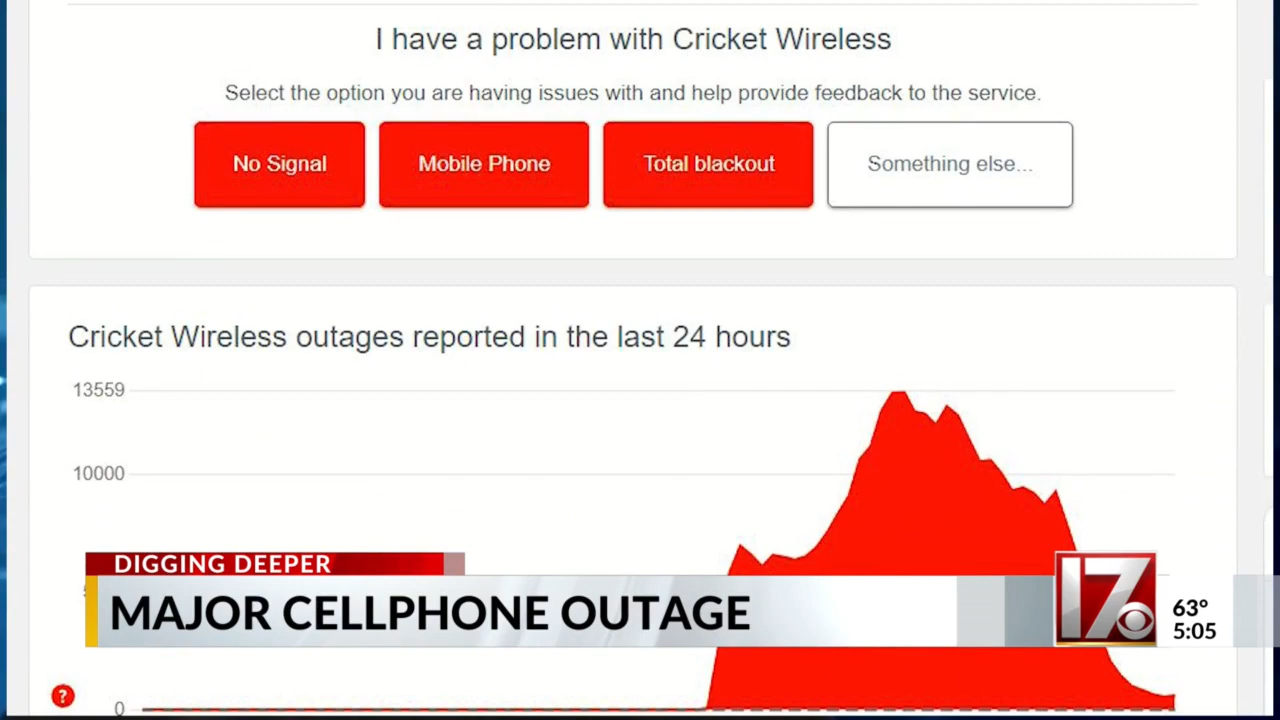 I have a problem with Cricket Wireless
Select the option you are having issues with and help provide feedback to the service.
No Signal
Mobile Phone
Total blackout
Something else...
Cricket Wireless outages reported in the last 24 hours
13559
10000
0
?
DIGGING DEEPER
MAJOR CELLPHONE OUTAGE
17
63°
5:05